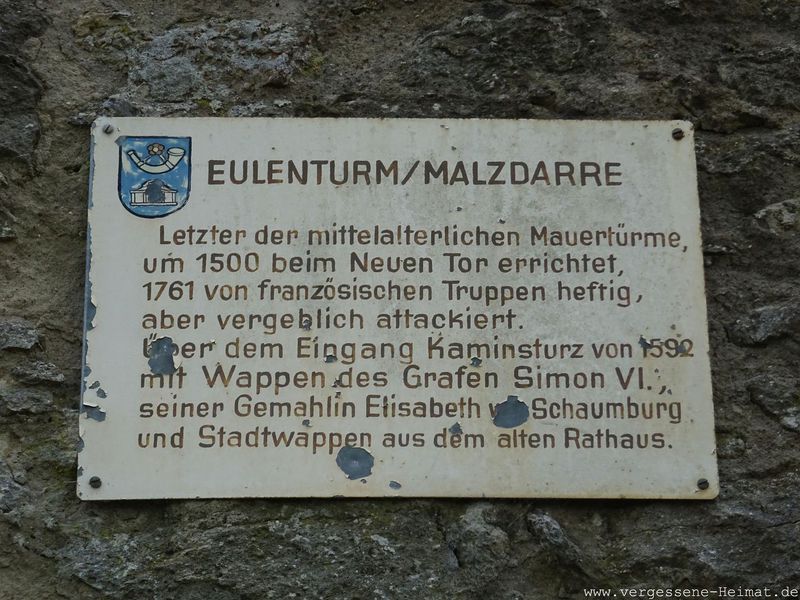 EULENTURM/MALZDARRE
Letzter der mittelalterlichen Mauertürme,
um 1500 beim Neuen Tor errichtet,
1761 von französischen Truppen heftig,
aber vergeblich attackiert.
Über dem Eingang Kaminsturz von 1592
mit Wappen des Grafen Simon VI.,
seiner Gemahlin Elisabeth Schaumburg
und Stadtwappen aus dem alten Rathaus.
www.vergessene-Heimat.de